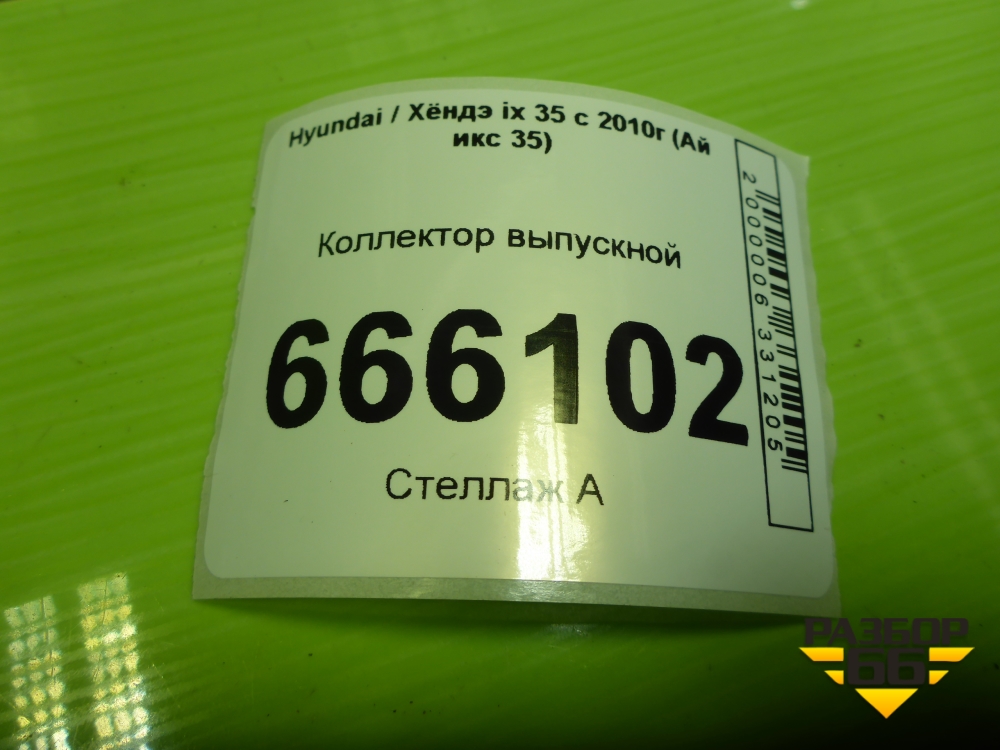 Hyundai / Хёндэ ix 35 с 2010г (Ай
икс 35)
Коллектор выпускной
666102
Стеллаж А
2000006331205
РАЗБОР
66